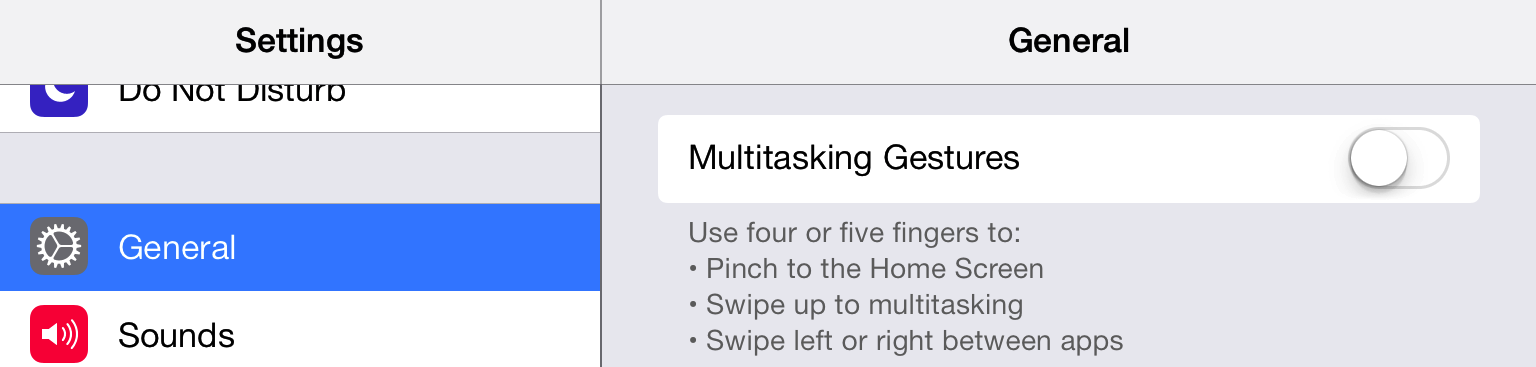 Settings
General
Do Not Disturb
General
Sounds
Multitasking Gestures
Use four or five fingers to:
• Pinch to the Home Screen
• Swipe up to multitasking
• Swipe left or right between apps